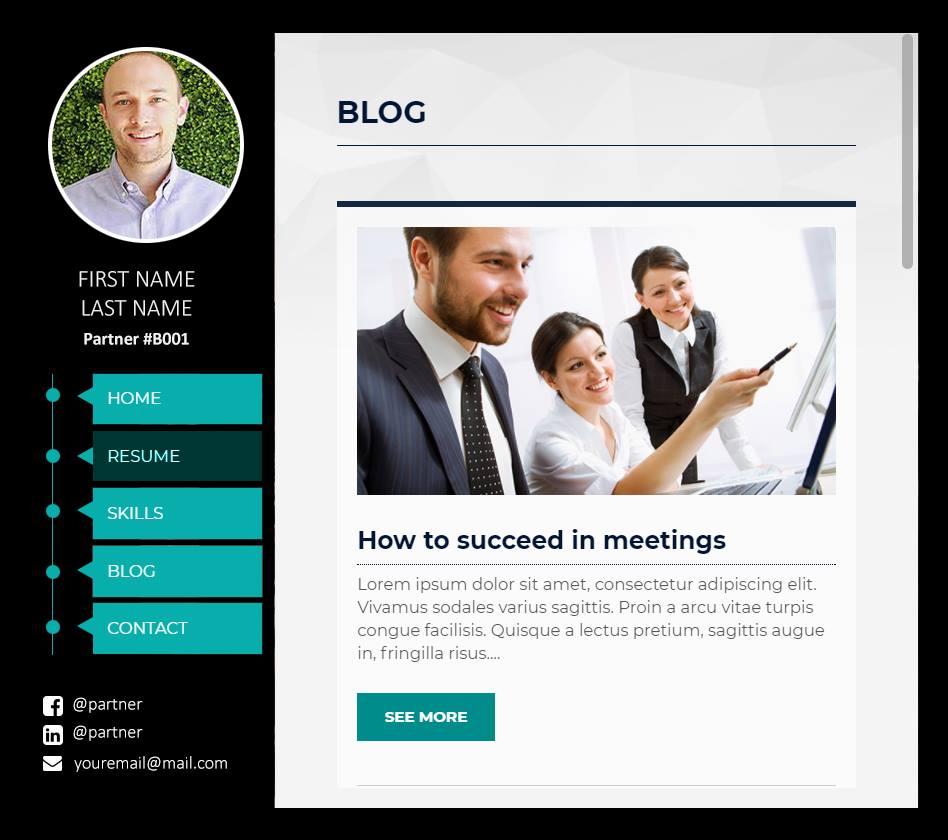 FIRST NAME
LAST NAME
Partner #B001
HOME
RESUME
SKILLS
BLOG
CONTACT
@partner
@partner
youremail@mail.com
BLOG
How to succeed in meetings
Lorem ipsum dolor sit amet, consectetur adipiscing elit.
Vivamus sodales varius sagittis. Proin a arcu vitae turpis
congue facilisis. Quisque a lectus pretium, sagittis augue
in, fringilla risus....
SEE MORE